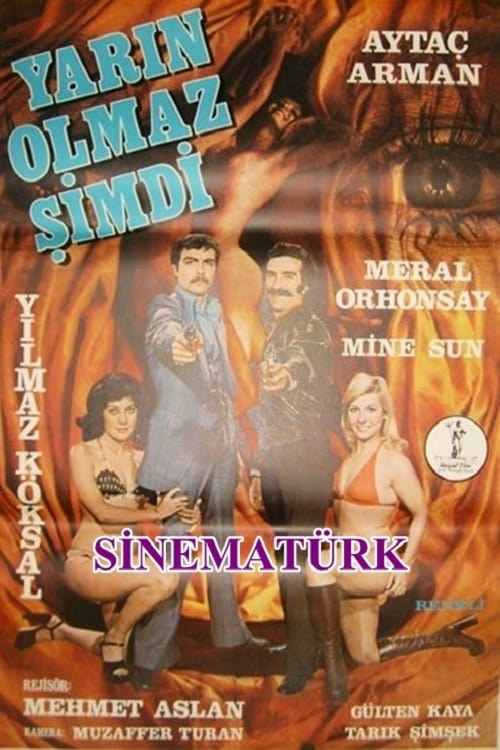 YARIN
OLMAZ
ŞİMDİ
AYTAÇ
ARMAN
MERAL
ORHONSAY
MİNE SUN
YILMAZ KÖKSAL
SİNEMATÜRK
RENKLİ
REJİSÖR:
MEHMET ASLAN
KAMERA: MUZAFFER TURAN
GÜLTEN KAYA
TARIK ŞİMŞEK